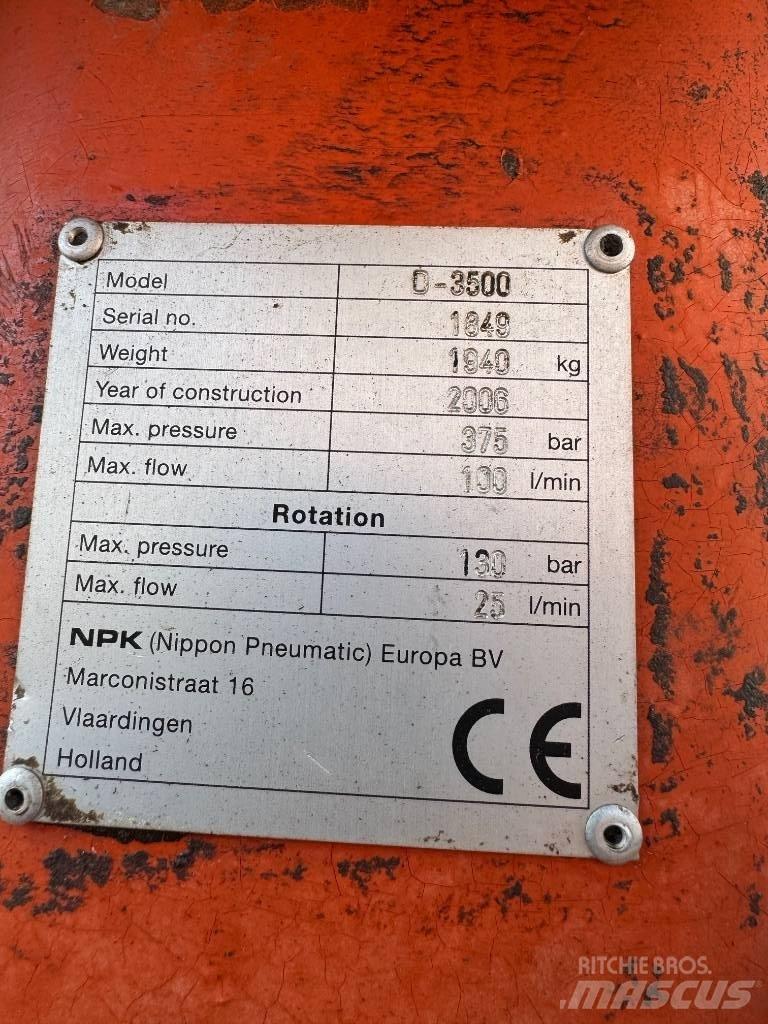 Model D-3500
Serial no. 1849
Weight 1940 kg
Year of construction 2006
Max. pressure 375 bar
Max. flow 100 l/min
Rotation
Max. pressure 130 bar
Max. flow 25 l/min
NPK (Nippon Pneumatic) Europa BV
Marconistraat 16
Vlaardingen
Holland
CE
RITCHIE BROS.
MASCUS